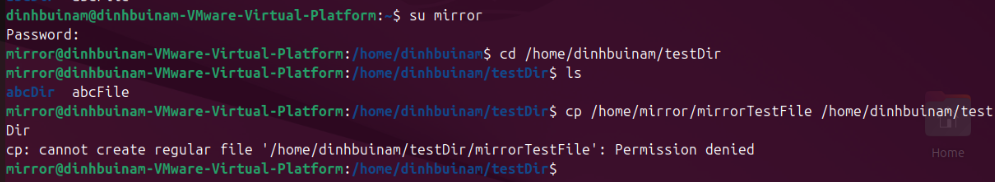 dinhbuinam@dinhbuinam-VMware-Virtual-Platform:~$ su mirror
Password:
mirror@dinhbuinam-VMware-Virtual-Platform:/home/dinhbuinam$ cd /home/dinhbuinam/testDir
mirror@dinhbuinam-VMware-Virtual-Platform:/home/dinhbuinam/testDir$ ls
abcDir  abcFile
mirror@dinhbuinam-VMware-Virtual-Platform:/home/dinhbuinam/testDir$ cp /home/mirror/mirrorTestFile /home/dinhbuinam/test
Dir
cp: cannot create regular file '/home/dinhbuinam/testDir/mirrorTestFile': Permission denied
mirror@dinhbuinam-VMware-Virtual-Platform:/home/dinhbuinam/testDir$
Home